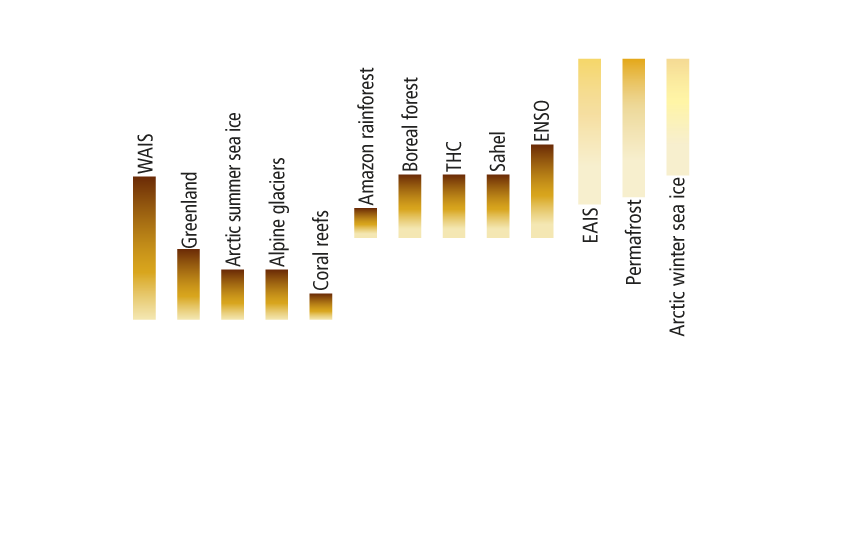 WAIS
Greenland
Arctic summer sea ice
Alpine glaciers
Coral reefs
Amazon rainforest
Boreal forest
THC
Sahel
ENSO
EAIS
Permafrost
Arctic winter sea ice